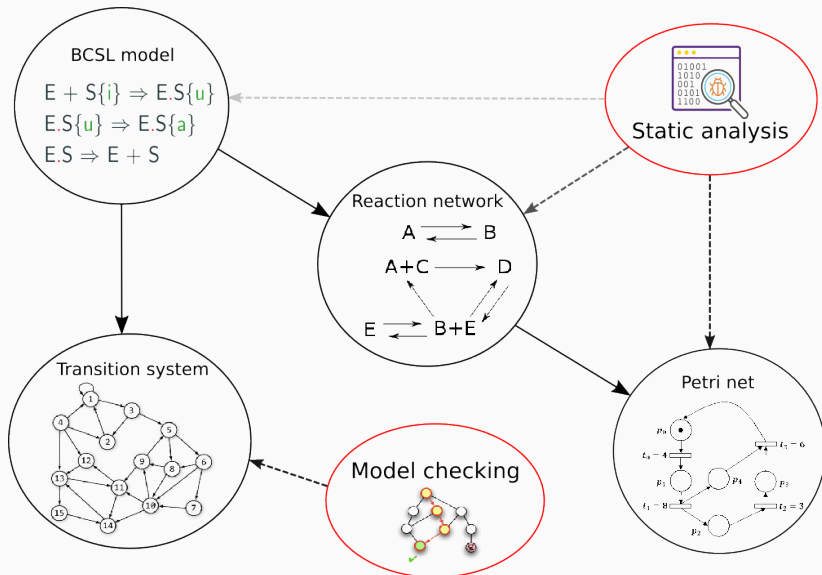 BCSL model
E + S{i} ⇒ E.S{u}
E.S{u} ⇒ E.S{a}
E.S ⇒ E + S
01001
1010
001
0101
1100
Static analysis
Reaction network
A B
A+C D
E B+E
Transition system
1
3
4
2
5
12
9
8
6
13
11
10
7
15
14
Model checking
Petri net
p₀
t₀ = 4
t₃ = 6
p₁
p₄
p₃
t₁ = 8
t₂ = 3
p₂